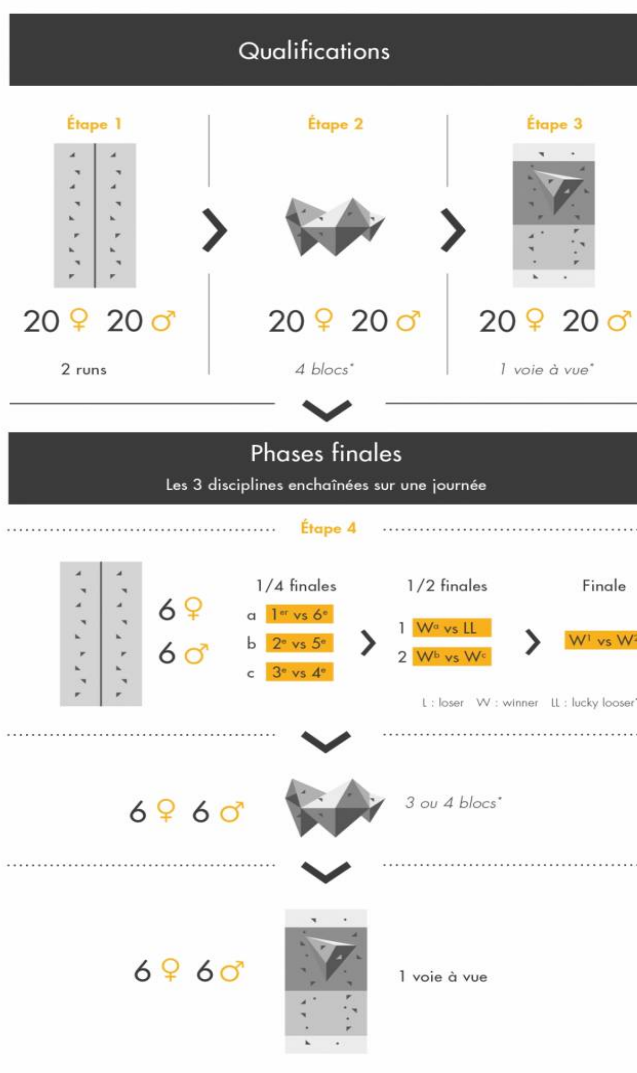 Qualifications
Étape 1
Étape 2
Étape 3
20 ♀ 20 ♂
20 ♀ 20 ♂
20 ♀ 20 ♂
2 runs
4 blocs*
1 voie à vue*
Phases finales
Les 3 disciplines enchaînées sur une journée
Étape 4
6 ♀
6 ♂
1/4 finales
a 1er vs 6e
b 2e vs 5e
c 3e vs 4e
1/2 finales
1 Wa vs LL
2 Wb vs Wc
Finale
W1 vs W2
L : loser W : winner LL : lucky looser*
6 ♀ 6 ♂
3 ou 4 blocs*
6 ♀ 6 ♂
1 voie à vue